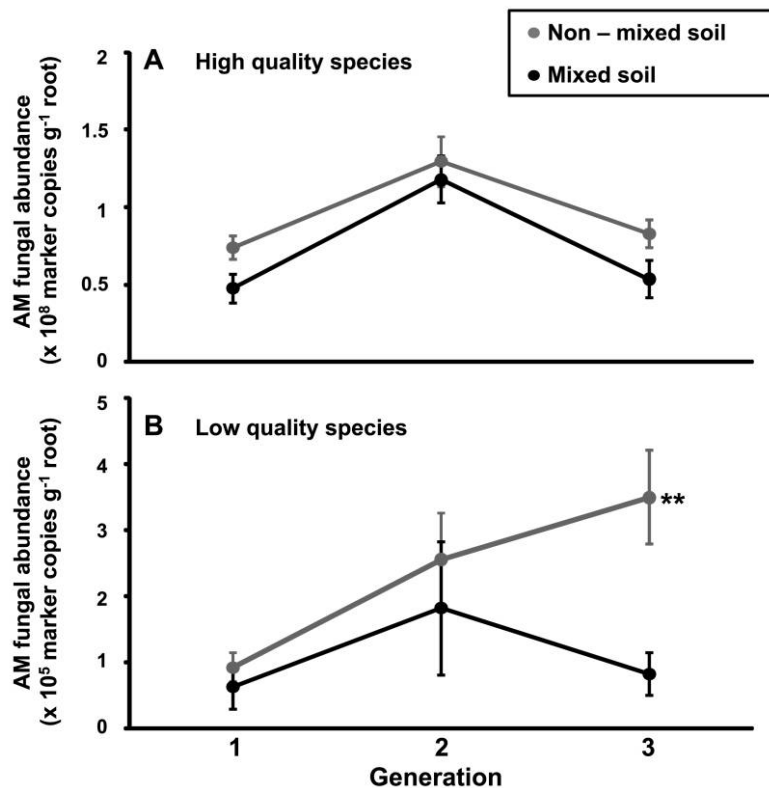 Non – mixed soil
Mixed soil
A High quality species
AM fungal abundance
(x 10⁸ marker copies g⁻¹ root)
2
1.5
1
0.5
0
B Low quality species
AM fungal abundance
(x 10⁵ marker copies g⁻¹ root)
5
4
3
2
1
0
**
1 2 3
Generation